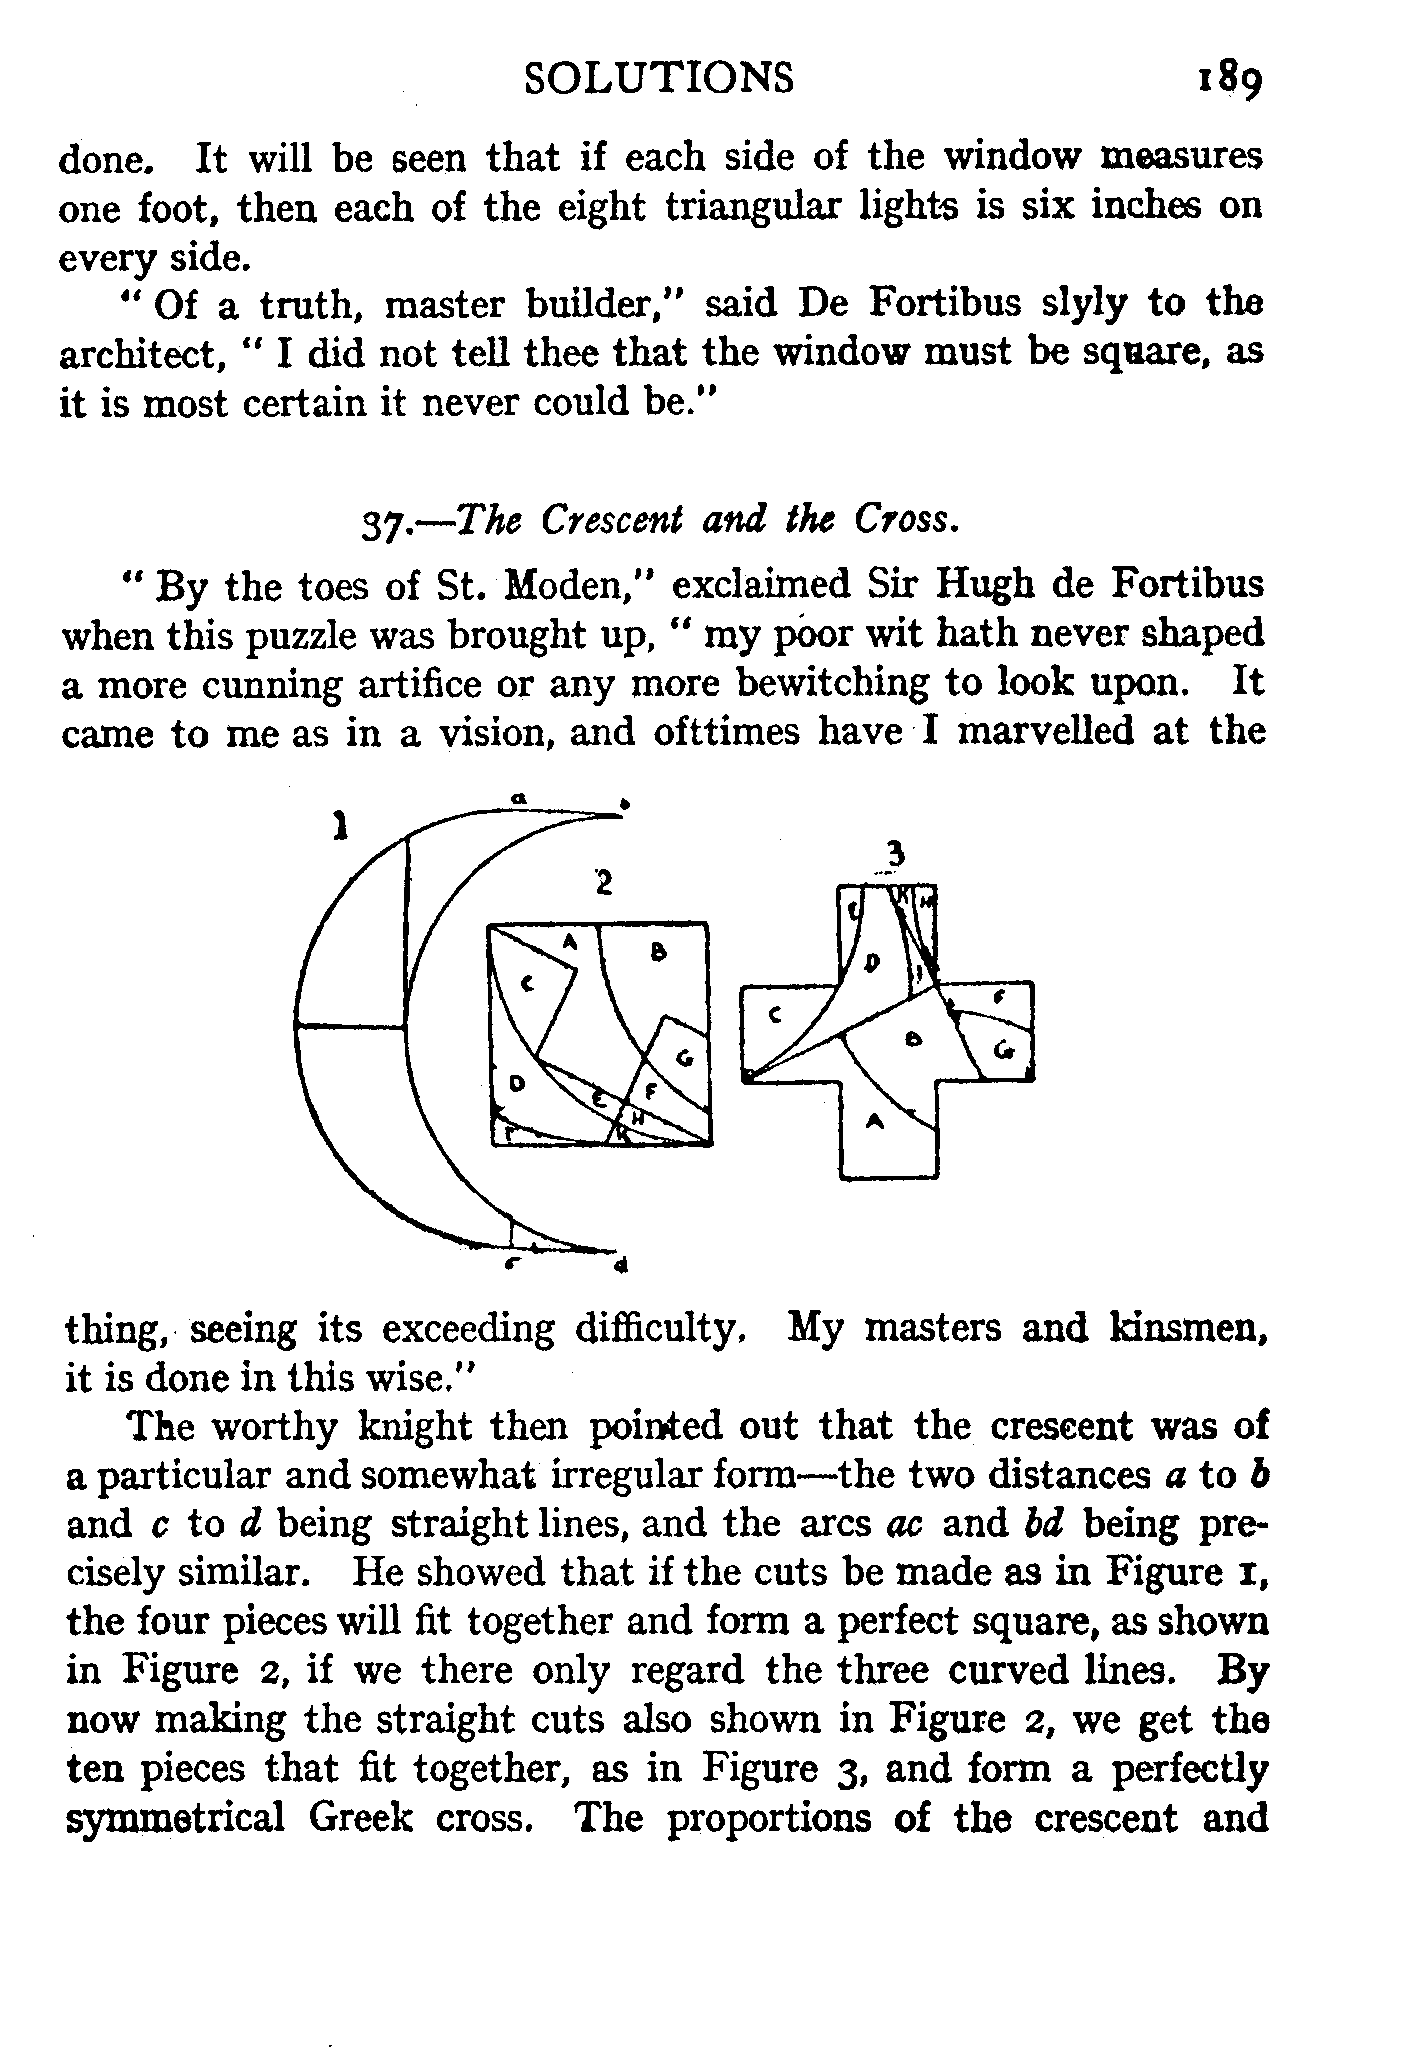 SOLUTIONS 189
done. It will be seen that if each side of the window measures
one foot, then each of the eight triangular lights is six inches on
every side.
“ Of a truth, master builder,” said De Fortibus slyly to the
architect, “ I did not tell thee that the window must be square, as
it is most certain it never could be.”
37.—The Crescent and the Cross.
“ By the toes of St. Moden,” exclaimed Sir Hugh de Fortibus
when this puzzle was brought up, “ my poor wit hath never shaped
a more cunning artifice or any more bewitching to look upon. It
came to me as in a vision, and ofttimes have I marvelled at the
1
a
b
c
d
2
A
B
C
G
D
E
F
H
K
3
D
C
F
B
G
A
K
H
thing, seeing its exceeding difficulty. My masters and kinsmen,
it is done in this wise.”
The worthy knight then pointed out that the crescent was of
a particular and somewhat irregular form—the two distances a to b
and c to d being straight lines, and the arcs ac and bd being pre-
cisely similar. He showed that if the cuts be made as in Figure 1,
the four pieces will fit together and form a perfect square, as shown
in Figure 2, if we there only regard the three curved lines. By
now making the straight cuts also shown in Figure 2, we get the
ten pieces that fit together, as in Figure 3, and form a perfectly
symmetrical Greek cross. The proportions of the crescent and